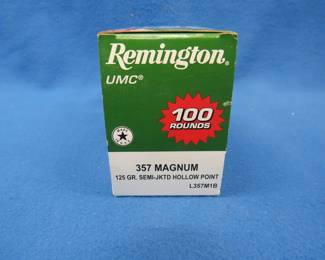 Remington®
UMC®
100
ROUNDS
357 MAGNUM
125 GR. SEMI-JKTD HOLLOW POINT
L357M1B